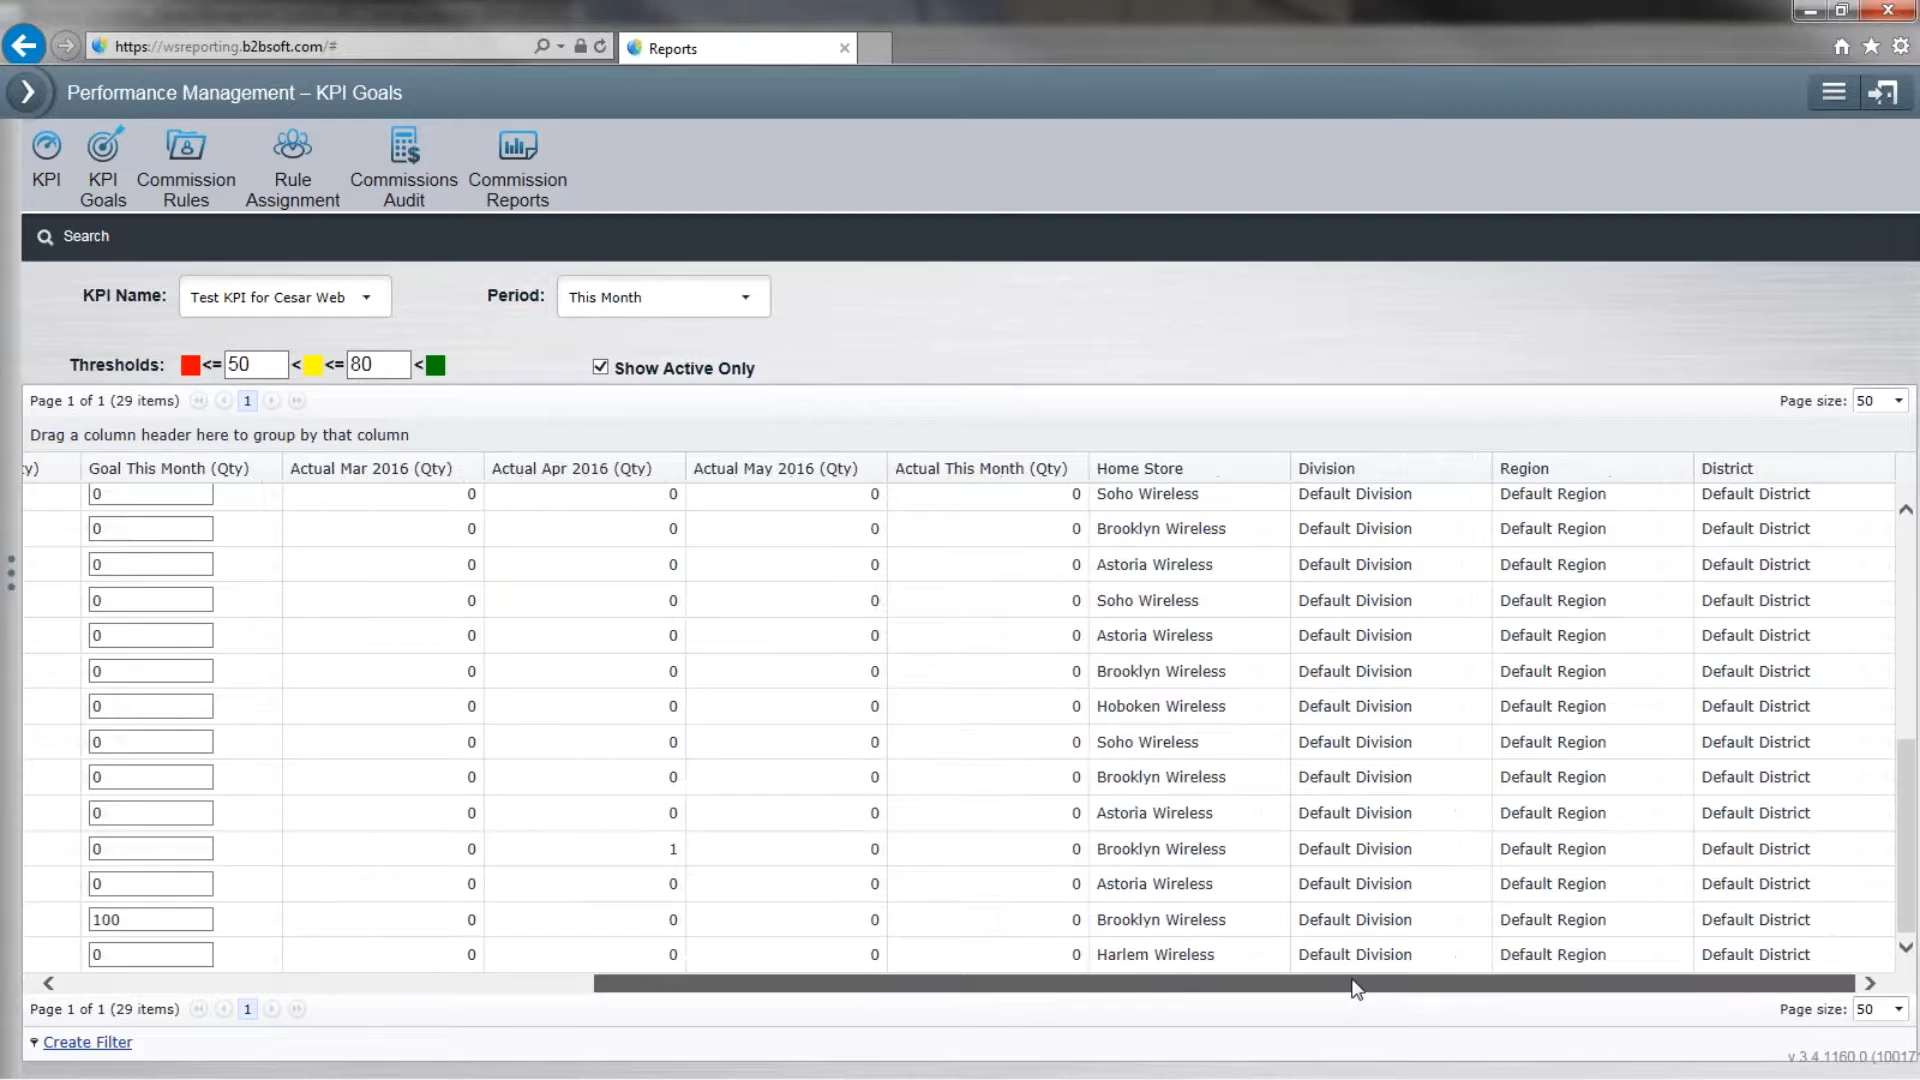 https://wsreporting.b2bsoft.com/#
Reports
Performance Management – KPI Goals
KPI
KPI Goals
Commission Rules
Rule Assignment
Commissions Audit
Commission Reports
Search
KPI Name: Test KPI for Cesar Web
Period: This Month
Thresholds: <= 50 < <= 80 <
Show Active Only
Page 1 of 1 (29 items) 1 Page size: 50
Drag a column header here to group by that column
y) Goal This Month (Qty) Actual Mar 2016 (Qty) Actual Apr 2016 (Qty) Actual May 2016 (Qty) Actual This Month (Qty) Home Store Division Region District
0 0 0 0 0 Soho Wireless Default Division Default Region Default District
0 0 0 0 0 Brooklyn Wireless Default Division Default Region Default District
0 0 0 0 0 Astoria Wireless Default Division Default Region Default District
0 0 0 0 0 Soho Wireless Default Division Default Region Default District
0 0 0 0 0 Astoria Wireless Default Division Default Region Default District
0 0 0 0 0 Brooklyn Wireless Default Division Default Region Default District
0 0 0 0 0 Hoboken Wireless Default Division Default Region Default District
0 0 0 0 0 Soho Wireless Default Division Default Region Default District
0 0 0 0 0 Brooklyn Wireless Default Division Default Region Default District
0 0 0 0 0 Astoria Wireless Default Division Default Region Default District
0 0 1 0 0 Brooklyn Wireless Default Division Default Region Default District
0 0 0 0 0 Astoria Wireless Default Division Default Region Default District
100 0 0 0 0 Brooklyn Wireless Default Division Default Region Default District
0 0 0 0 0 Harlem Wireless Default Division Default Region Default District
Page 1 of 1 (29 items) 1 Page size: 50
Create Filter
v 3.4.1160.0 (10017